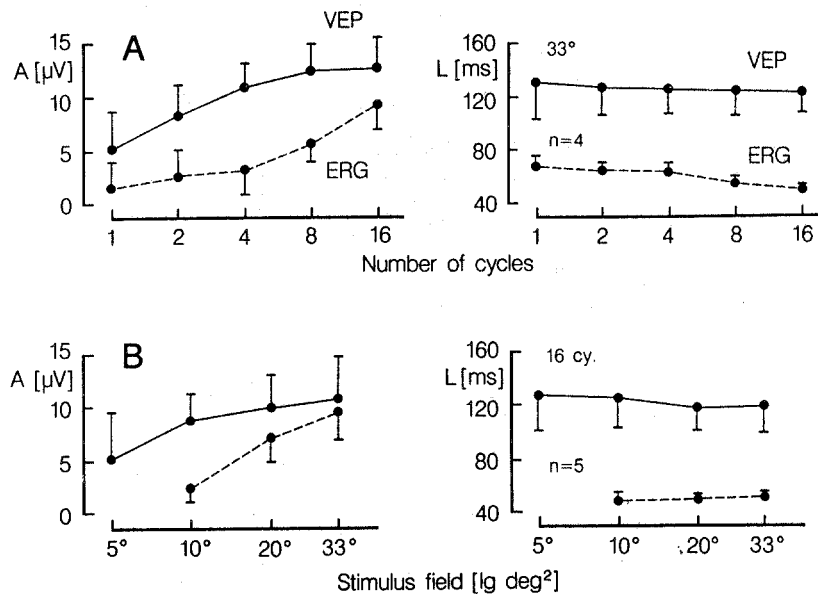 A
A [µV]
15
10
5
0
VEP
ERG
1 2 4 8 16
L [ms]
160
120
80
40
33°
VEP
n=4
ERG
1 2 4 8 16
Number of cycles
B
A [µV]
15
10
5
0
5° 10° 20° 33°
L [ms]
160
120
80
40
16 cy.
n=5
5° 10° 20° 33°
Stimulus field [lg deg²]